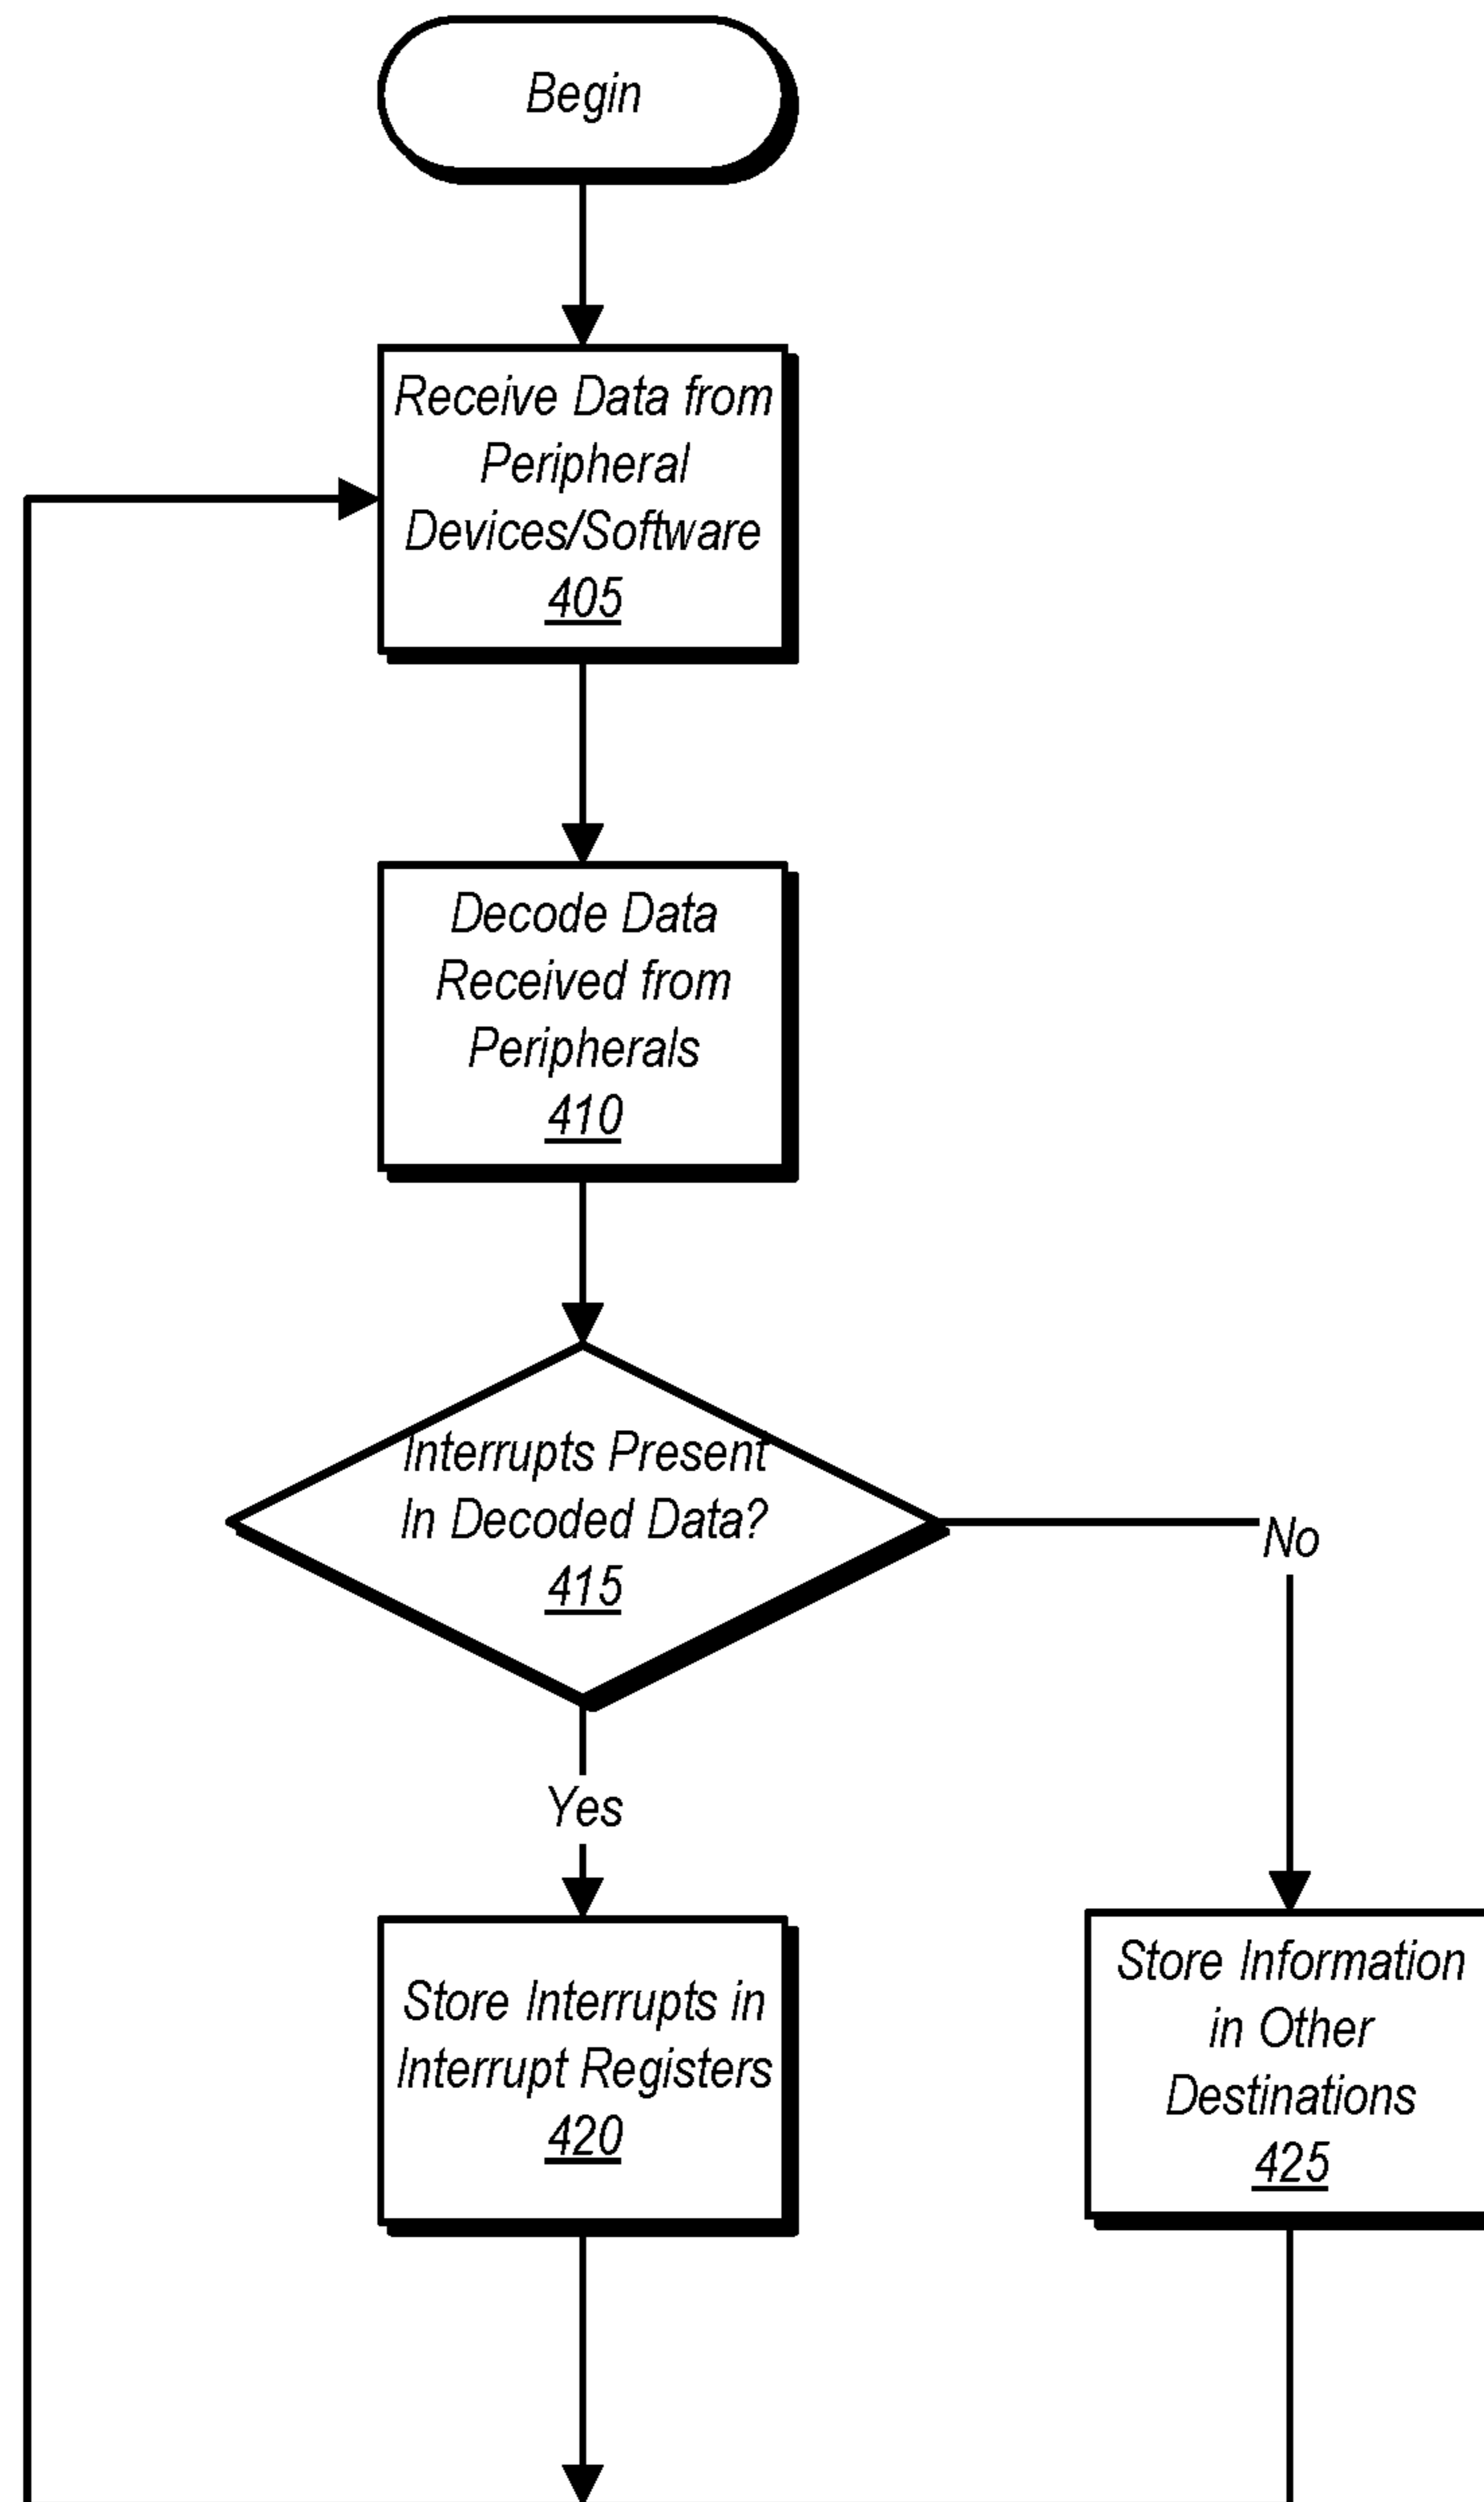 Begin
Receive Data from
Peripheral
Devices/Software
405
Decode Data
Received from
Peripherals
410
Interrupts Present
In Decoded Data?
415
No
Yes
Store Interrupts in
Interrupt Registers
420
Store Information
in Other
Destinations
425